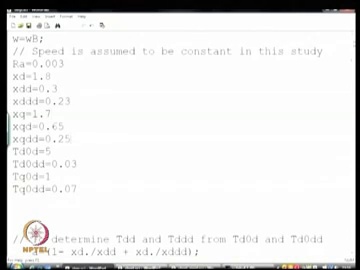 w=wB;
// Speed is assumed to be constant in this study
Ra=0.003
xd=1.8
xdd=0.3
xddd=0.23
xq=1.7
xqd=0.65
xqdd=0.25
Td0d=5
Td0dd=0.03
Tq0d=1
Tq0dd=0.07
determine Tdd and Tddd from Td0d and Td0dd
(1- xd./xdd + xd./xddd);
NPTEL